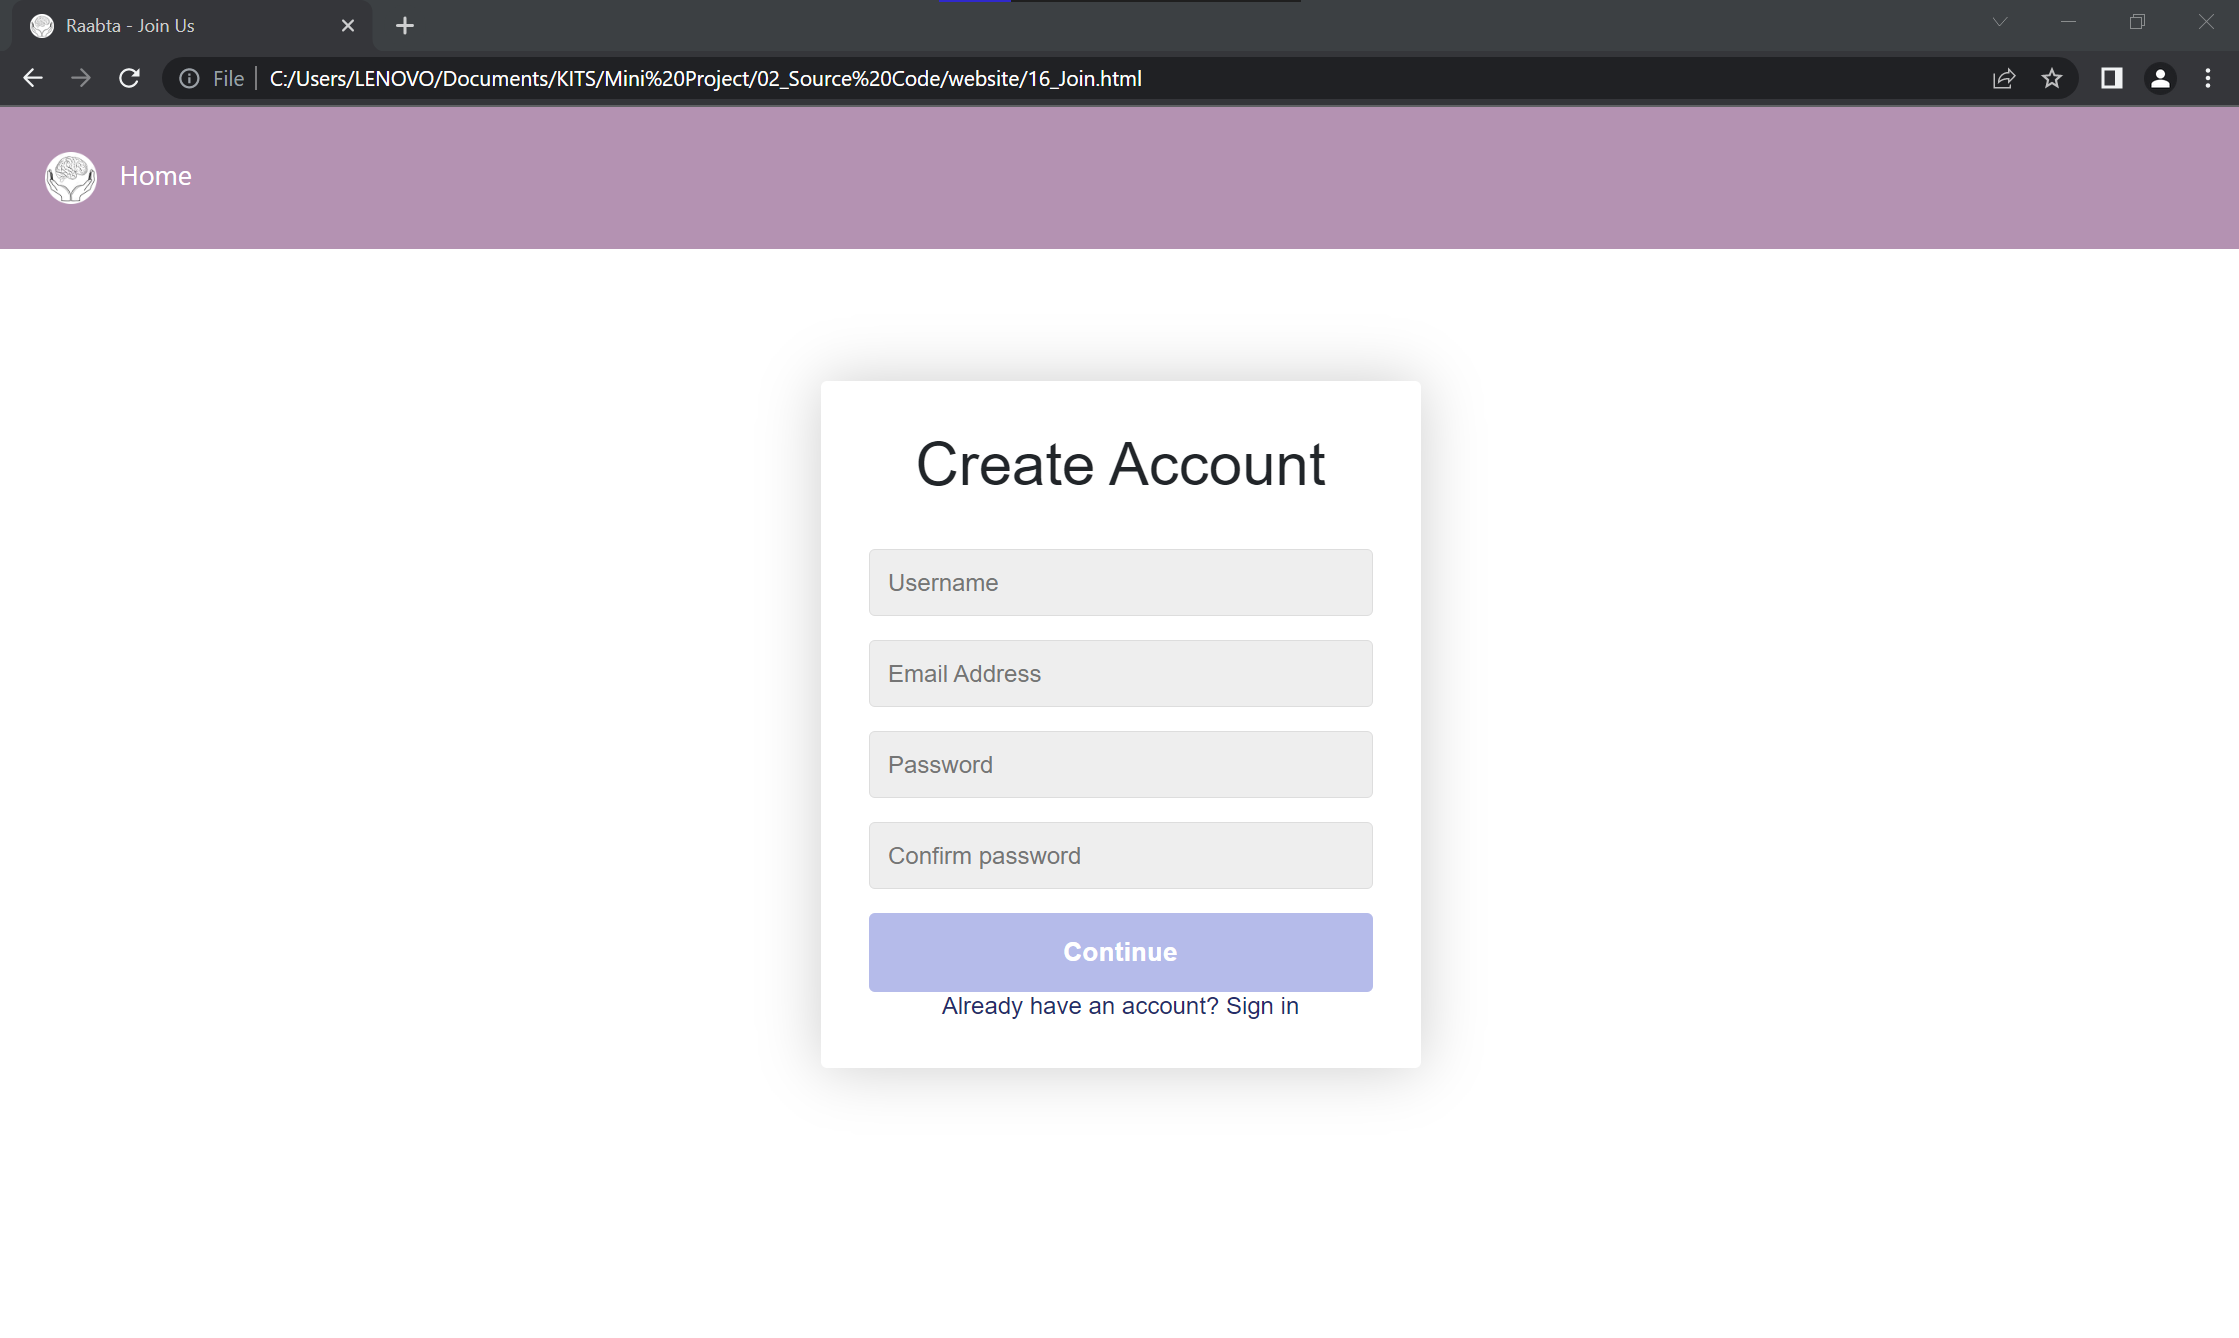 Raabta - Join Us
File
C:/Users/LENOVO/Documents/KITS/Mini%20Project/02_Source%20Code/website/16_Join.html
Home
Create Account
Username
Email Address
Password
Confirm password
Continue
Already have an account? Sign in